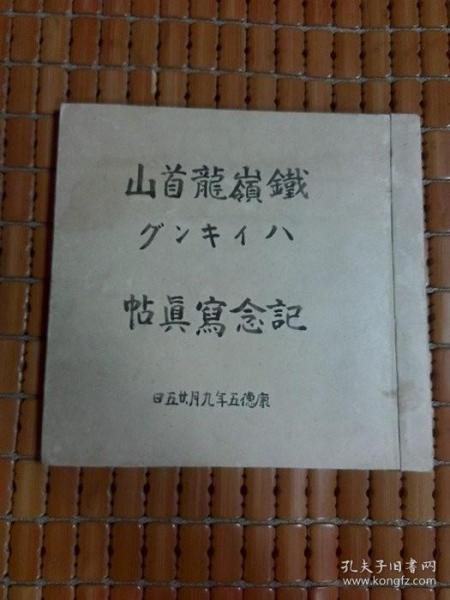 鐵嶺龍首山
ハイキング
記念寫眞帖
康德五年九月廿五日
孔夫子旧书网
www.kongfz.com